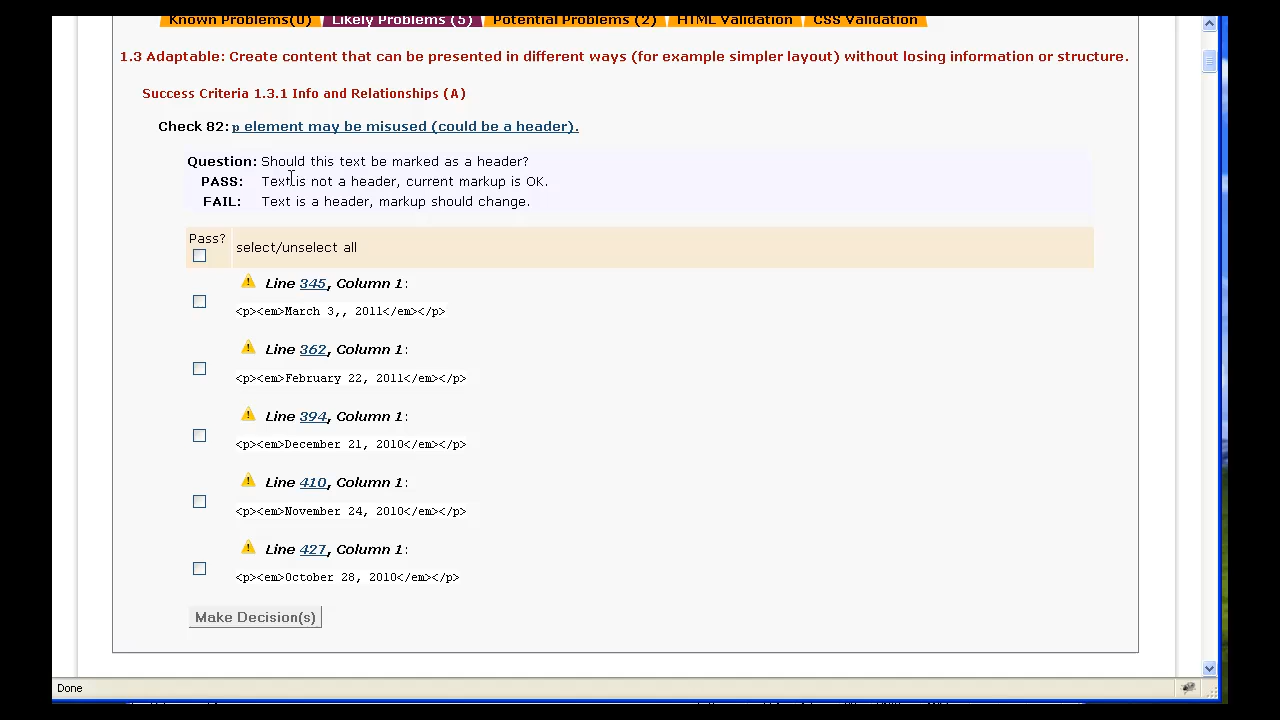 Known Problems(0) Likely Problems (5) Potential Problems (2) HTML Validation CSS Validation
1.3 Adaptable: Create content that can be presented in different ways (for example simpler layout) without losing information or structure.
Success Criteria 1.3.1 Info and Relationships (A)
Check 82: p element may be misused (could be a header).
Question: Should this text be marked as a header?
PASS: Text is not a header, current markup is OK.
FAIL: Text is a header, markup should change.
Pass? select/unselect all
Line 345, Column 1:
<p><em>March 3,, 2011</em></p>
Line 362, Column 1:
<p><em>February 22, 2011</em></p>
Line 394, Column 1:
<p><em>December 21, 2010</em></p>
Line 410, Column 1:
<p><em>November 24, 2010</em></p>
Line 427, Column 1:
<p><em>October 28, 2010</em></p>
Make Decision(s)
Done